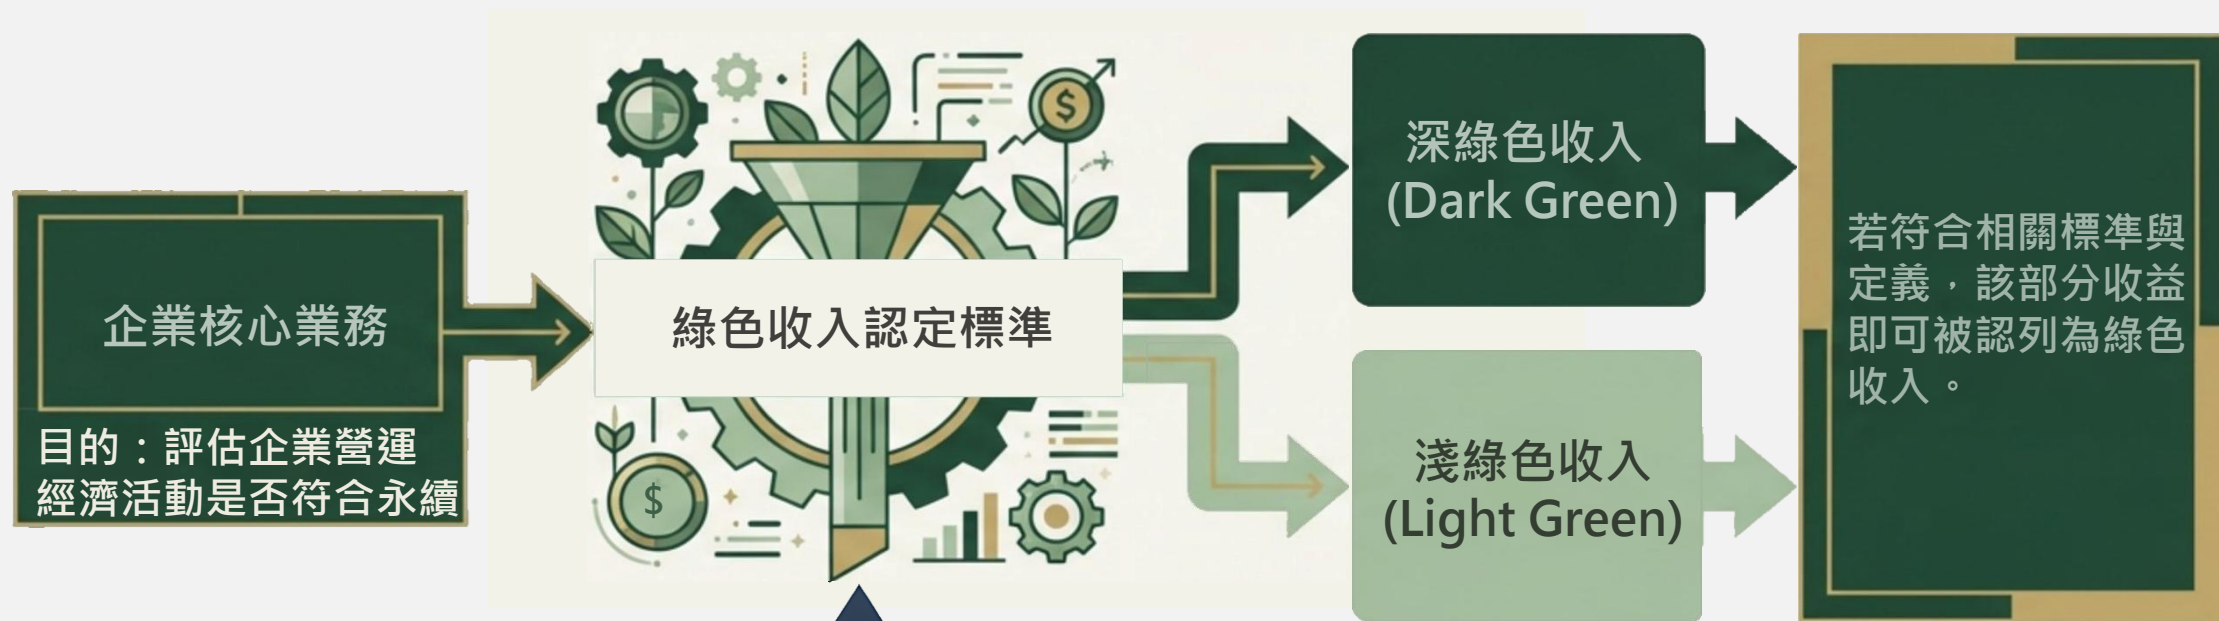 企業核心業務
目的：評估企業營運
經濟活動是否符合永續
綠色收入認定標準
深綠色收入
(Dark Green)
淺綠色收入
(Light Green)
若符合相關標準與
定義，該部分收益
即可被認列為綠色
收入。
$
$